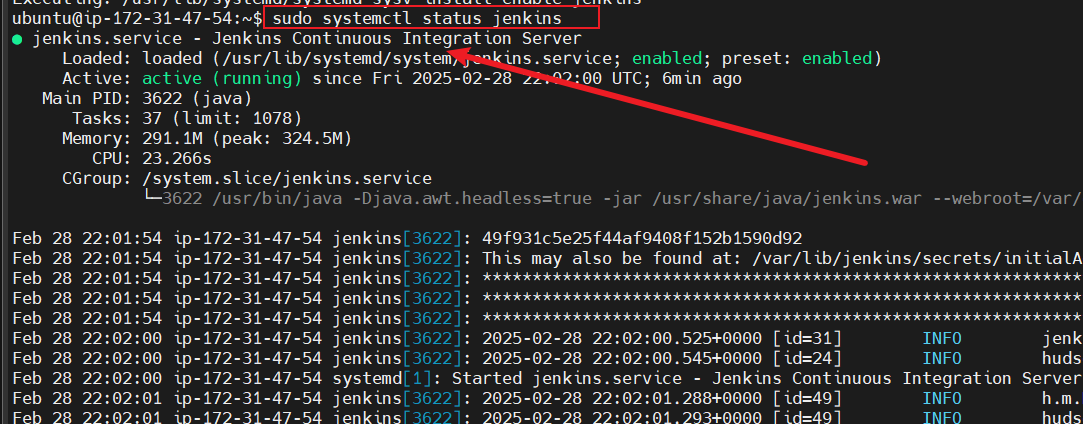 Executing: /usr/lib/systemd/systemd-sysv-install enable jenkins
ubuntu@ip-172-31-47-54:~$ sudo systemctl status jenkins
● jenkins.service - Jenkins Continuous Integration Server
Loaded: loaded (/usr/lib/systemd/system/jenkins.service; enabled; preset: enabled)
Active: active (running) since Fri 2025-02-28 22:02:00 UTC; 6min ago
Main PID: 3622 (java)
Tasks: 37 (limit: 1078)
Memory: 291.1M (peak: 324.5M)
CPU: 23.266s
CGroup: /system.slice/jenkins.service
└─3622 /usr/bin/java -Djava.awt.headless=true -jar /usr/share/java/jenkins.war --webroot=/var/
Feb 28 22:01:54 ip-172-31-47-54 jenkins[3622]: 49f931c5e25f44af9408f152b1590d92
Feb 28 22:01:54 ip-172-31-47-54 jenkins[3622]: This may also be found at: /var/lib/jenkins/secrets/initialA
Feb 28 22:01:54 ip-172-31-47-54 jenkins[3622]: ************************************************************
Feb 28 22:01:54 ip-172-31-47-54 jenkins[3622]: ************************************************************
Feb 28 22:01:54 ip-172-31-47-54 jenkins[3622]: ************************************************************
Feb 28 22:02:00 ip-172-31-47-54 jenkins[3622]: 2025-02-28 22:02:00.525+0000 [id=31] INFO jenk
Feb 28 22:02:00 ip-172-31-47-54 jenkins[3622]: 2025-02-28 22:02:00.545+0000 [id=24] INFO huds
Feb 28 22:02:00 ip-172-31-47-54 systemd[1]: Started jenkins.service - Jenkins Continuous Integration Server
Feb 28 22:02:01 ip-172-31-47-54 jenkins[3622]: 2025-02-28 22:02:01.288+0000 [id=49] INFO h.m.
Feb 28 22:02:01 ip-172-31-47-54 jenkins[3622]: 2025-02-28 22:02:01.293+0000 [id=49] INFO huds